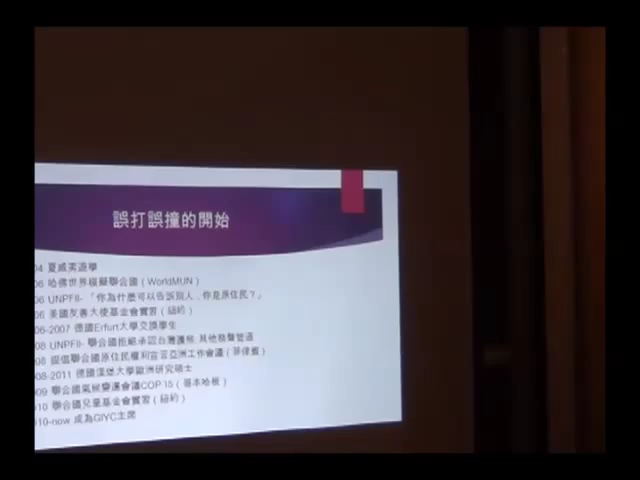 誤打誤撞的開始
04 夏威夷遊學
06 哈佛世界模擬聯合國（WorldMUN）
06 UNPFII-「你為什麼可以告訴別人，你是原住民？」
06 美國友善大使基金會實習（紐約）
06-2007 德國Erfurt大學交換學生
08 UNPFII- 聯合國拒絕承認台灣護照，其他發聲管道
08 提倡聯合國原住民權利宣言亞洲工作會議（菲律賓）
08-2011 德國漢堡大學歐洲研究碩士
09 聯合國氣候變遷會議COP 15（哥本哈根）
010 聯合國兒童基金會實習（紐約）
010-now 成為GIYC主席